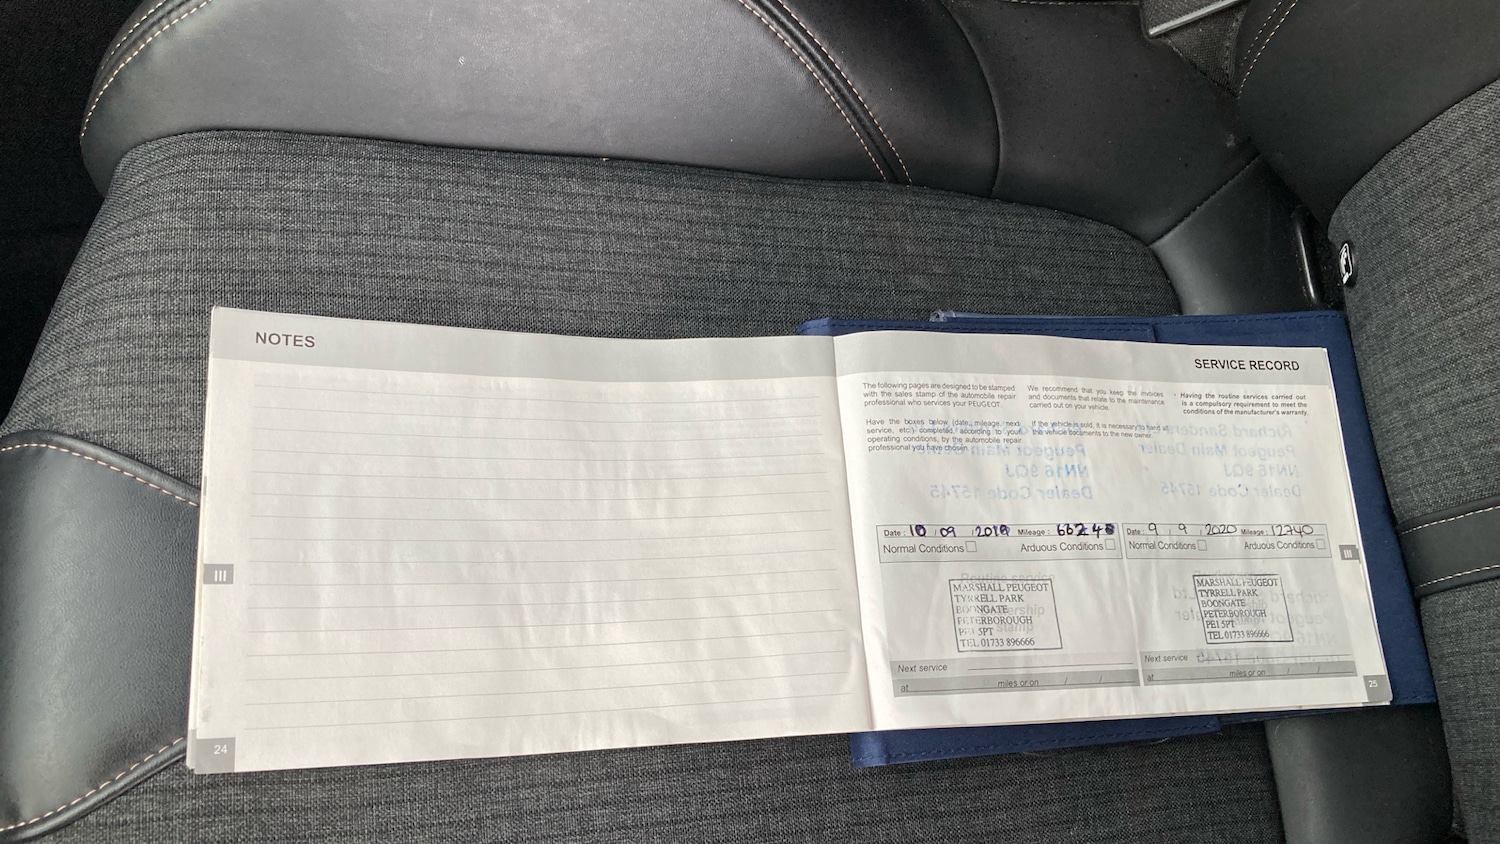 NOTES
SERVICE RECORD
The following pages are designed to be stamped
with the sales stamp of the automobile repair
professional who services your PEUGEOT.
Have the boxes below (date, mileage, next
service, etc.) completed, according to your
operating conditions, by the automobile repair
professional you have chosen.
We recommend that you keep the invoices
and documents that relate to the maintenance
carried out on your vehicle.
If the vehicle is sold, it is necessary to hand all
the vehicle documents to the new owner.
Having the routine services carried out
is a compulsory requirement to meet the
conditions of the manufacturer's warranty.
Date: 10 / 09 / 2019 Mileage:
Normal Conditions Arduous Conditions
MARSHALL PEUGEOT
TYRRELL PARK
BOONGATE
PETERBOROUGH
PE1 5PT
TEL 01733 896666
Next service
at miles or on / /
Date: 9 / 9 / 2020 Mileage: 12740
Normal Conditions Arduous Conditions
MARSHALL PEUGEOT
TYRRELL PARK
BOONGATE
PETERBOROUGH
PE1 5PT
TEL 01733 896666
Next service
at miles or on / /
III
III
24
25